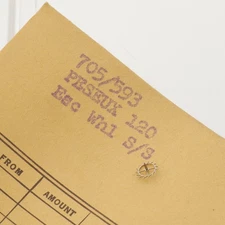 705/593
PESEUX 120
Esc Whl S/S
FROM
AMOUNT